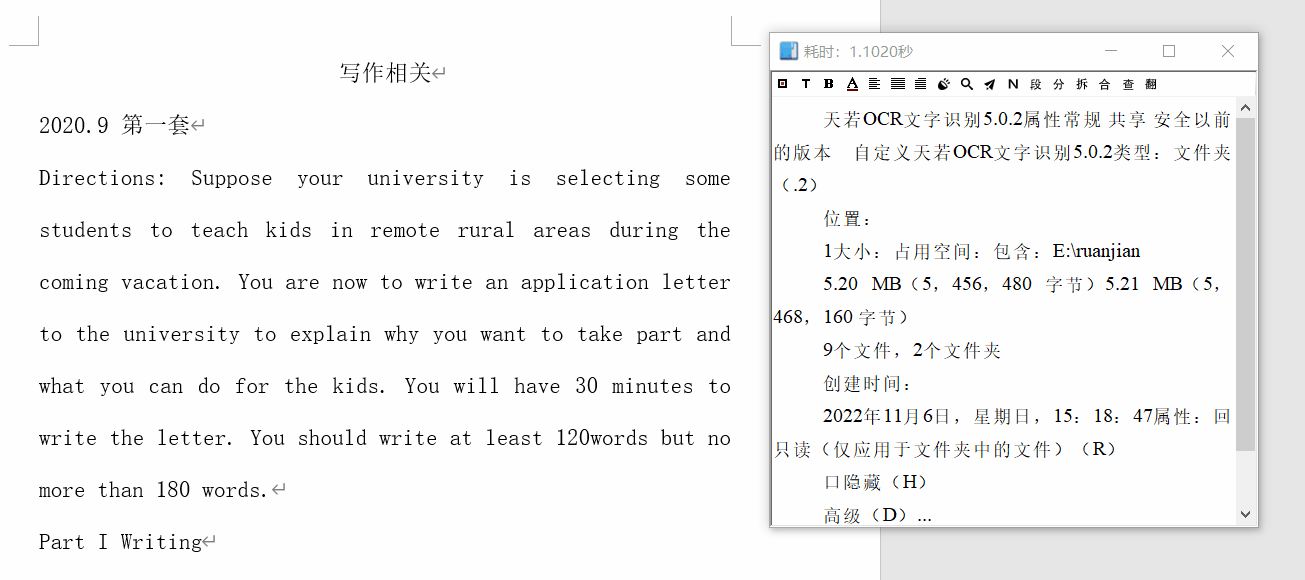 写作相关
2020.9 第一套
Directions: Suppose your university is selecting some
students to teach kids in remote rural areas during the
coming vacation. You are now to write an application letter
to the university to explain why you want to take part and
what you can do for the kids. You will have 30 minutes to
write the letter. You should write at least 120words but no
more than 180 words.
Part I Writing
耗时：1.1020秒
T B A N 段 分 拆 合 查 翻
天若OCR文字识别5.0.2属性常规 共享 安全以前
的版本 自定义天若OCR文字识别5.0.2类型：文件夹
（.2）
位置：
1大小：占用空间：包含：E:\ruanjian
5.20 MB（5，456，480 字节）5.21 MB（5，
468，160 字节）
9个文件，2个文件夹
创建时间：
2022年11月6日，星期日，15：18：47属性：回
只读（仅应用于文件夹中的文件）（R）
口隐藏（H）
高级（D）...